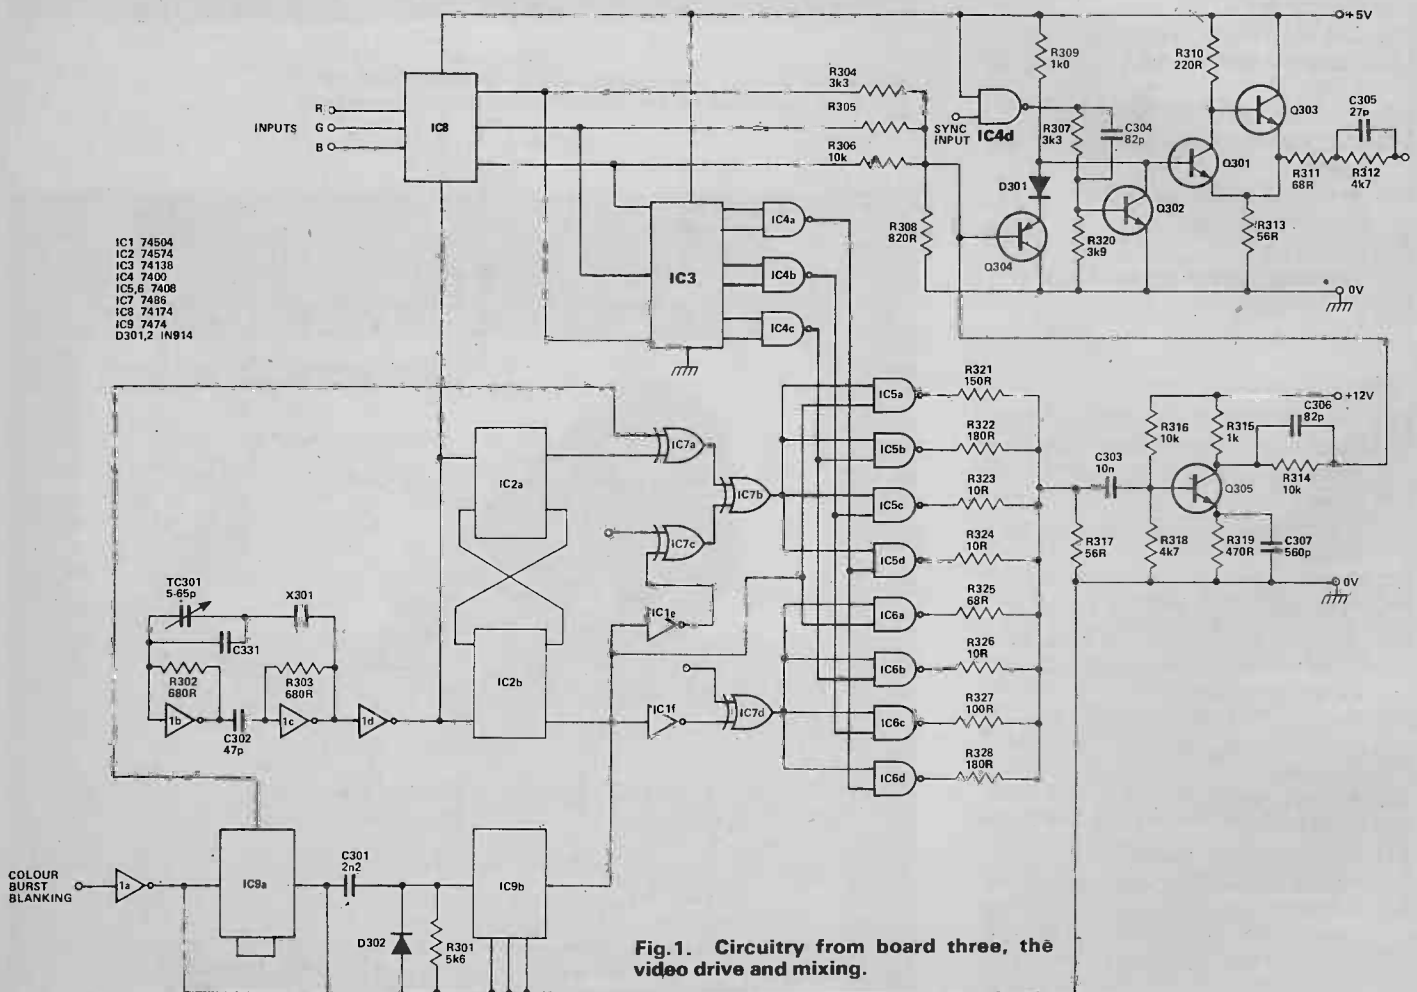 +5V
R309
1k0
R310
220R
R304
3k3
R305
R306
10k
INPUTS
R
G
B
IC8
SYNC
INPUT
IC4d
R307
3k3
C304
82p
Q303
C305
27p
Q301
R311
68R
R312
4k7
D301
Q302
R308
820R
Q304
R320
3k9
R313
56R
0V
IC3
IC4a
IC4b
IC4c
IC1 74504
IC2 74574
IC3 74138
IC4 7400
IC5,6 7408
IC7 7486
IC8 74174
IC9 7474
D301,2 IN914
R321
150R
IC5a
R322
180R
IC5b
R323
10R
IC5c
R324
10R
IC5d
R325
68R
IC6a
R326
10R
IC6b
R327
100R
IC6c
R328
180R
IC6d
+12V
R316
10k
R315
1k
C306
82p
C303
10n
Q305
R314
10k
R317
56R
R318
4k7
R319
470R
C307
560p
0V
IC7a
IC7b
IC7c
IC7d
IC2a
IC2b
IC1e
IC1f
TC301
5-65p
X301
C331
R302
680R
R303
680R
1b
1c
1d
C302
47p
COLOUR
BURST
BLANKING
1a
IC9a
C301
2n2
D302
R301
5k6
IC9b
Fig.1. Circuitry from board three, the
video drive and mixing.